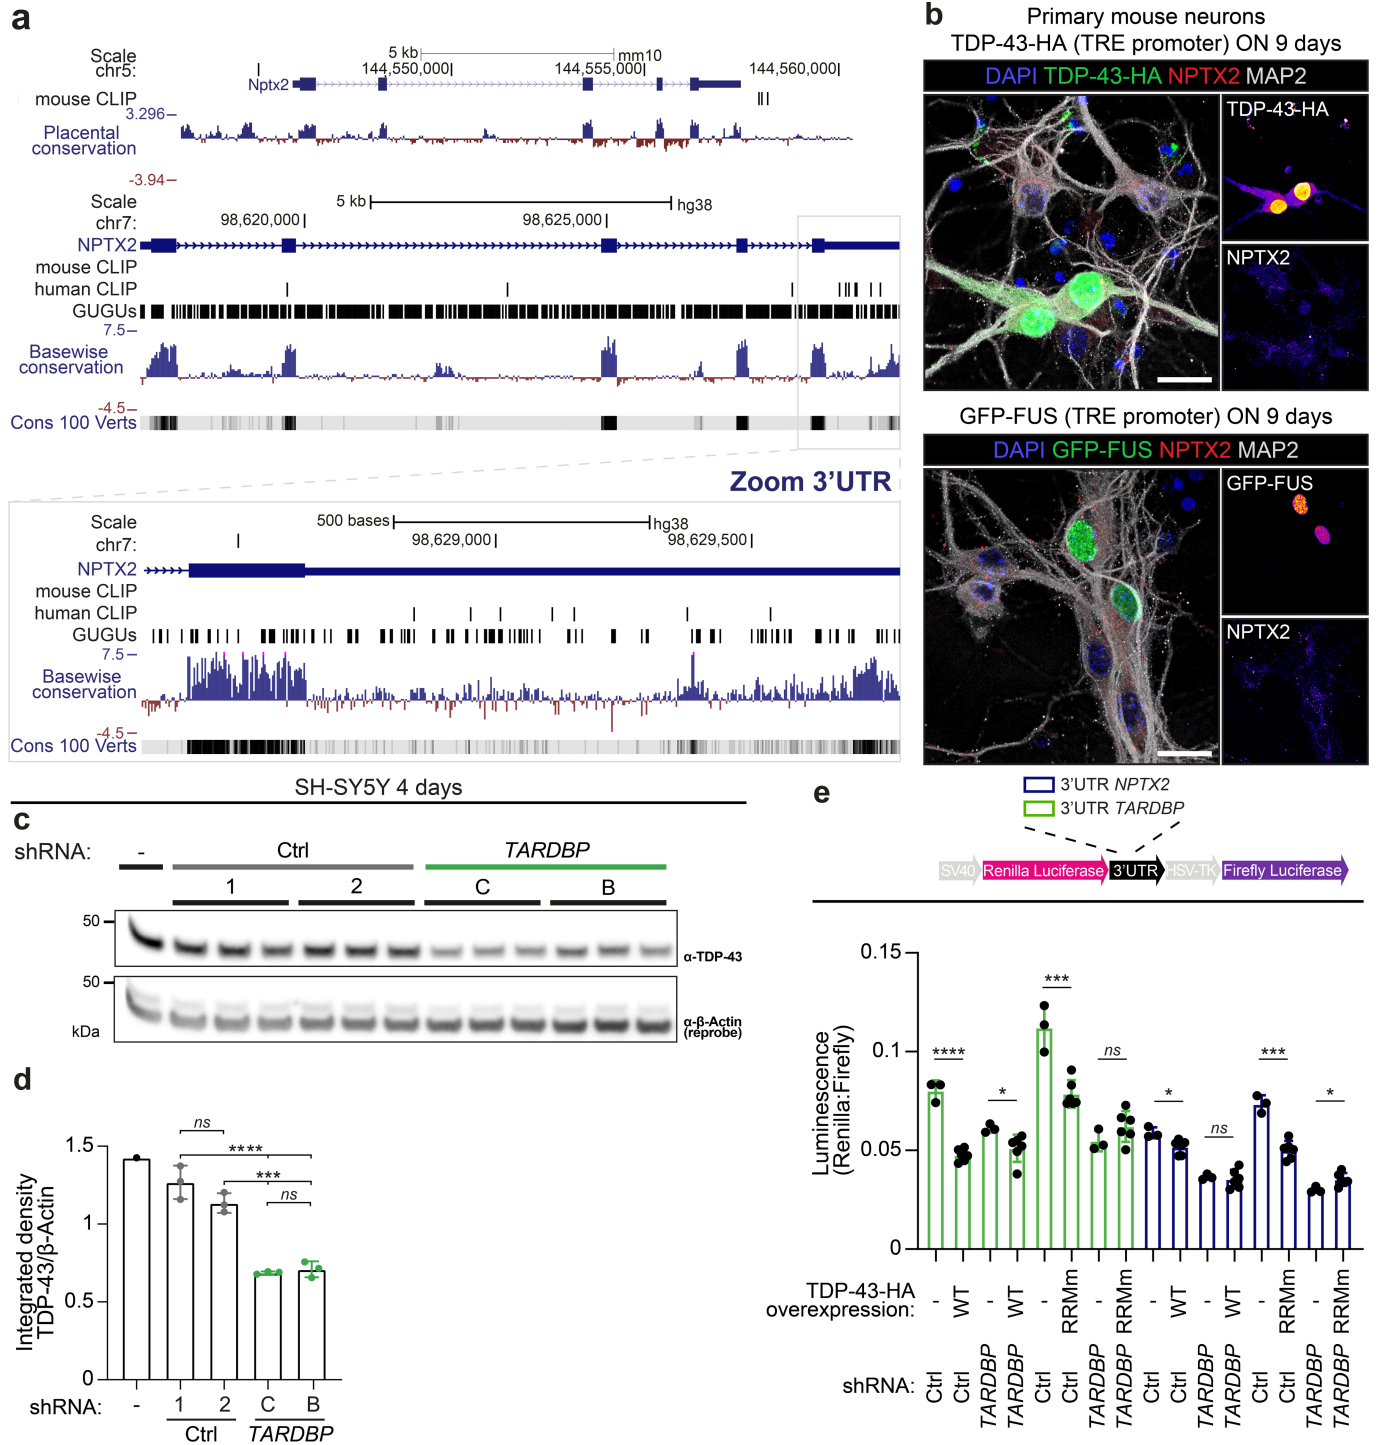 a
Scale
5 kb
mm10
chr5:
144,550,000
144,555,000
144,560,000
Nptx2
mouse CLIP
3.296
Placental
conservation
-3.94
Scale
5 kb
hg38
chr7:
98,620,000
98,625,000
NPTX2
mouse CLIP
human CLIP
GUGUs
7.5
Basewise
conservation
-4.5
Cons 100 Verts
Zoom 3'UTR
Scale
500 bases
hg38
chr7:
98,629,000
98,629,500
NPTX2
mouse CLIP
human CLIP
GUGUs
7.5
Basewise
conservation
-4.5
Cons 100 Verts
b
Primary mouse neurons
TDP-43-HA (TRE promoter) ON 9 days
DAPI TDP-43-HA NPTX2 MAP2
TDP-43-HA
NPTX2
GFP-FUS (TRE promoter) ON 9 days
DAPI GFP-FUS NPTX2 MAP2
GFP-FUS
NPTX2
SH-SY5Y 4 days
c
shRNA: - Ctrl TARDBP
1 2 C B
50
α-TDP-43
50
α-β-Actin
(reprobe)
kDa
d
Integrated density
TDP-43/β-Actin
1.5
1
0.5
0
ns
****
***
ns
shRNA: - 1 2 C B
Ctrl TARDBP
e
3'UTR NPTX2
3'UTR TARDBP
SV40 Renilla Luciferase 3'UTR HSV-TK Firefly Luciferase
Luminescence
(Renilla:Firefly)
0.15
0.1
0.05
0
**** * *** ns * ns *** *
TDP-43-HA
overexpression: - WT - WT - RRMm - RRMm - WT - WT - RRMm - RRMm
shRNA: Ctrl Ctrl TARDBP TARDBP Ctrl Ctrl TARDBP TARDBP Ctrl Ctrl TARDBP TARDBP Ctrl Ctrl TARDBP TARDBP